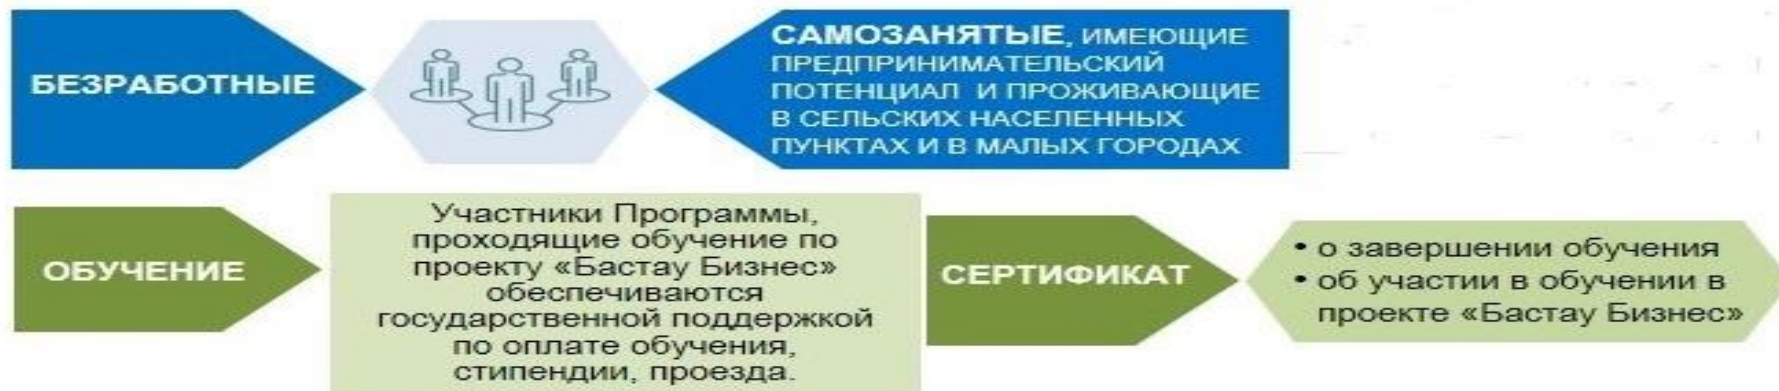 БЕЗРАБОТНЫЕ
САМОЗАНЯТЫЕ, ИМЕЮЩИЕ
ПРЕДПРИНИМАТЕЛЬСКИЙ
ПОТЕНЦИАЛ И ПРОЖИВАЮЩИЕ
В СЕЛЬСКИХ НАСЕЛЕННЫХ
ПУНКТАХ И В МАЛЫХ ГОРОДАХ
ОБУЧЕНИЕ
Участники Программы,
проходящие обучение по
проекту «Бастау Бизнес»
обеспечиваются
государственной поддержкой
по оплате обучения,
стипендии, проезда.
СЕРТИФИКАТ
• о завершении обучения
• об участии в обучении в
проекте «Бастау Бизнес»